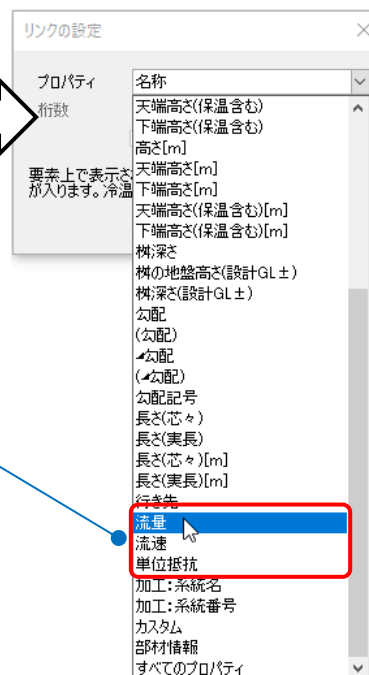 リンクの設定
プロパティ
名称
桁数
要素上で表示さ
が入ります。冷温
天端高さ(保温含む)
下端高さ(保温含む)
高さ[m]
天端高さ[m]
下端高さ[m]
天端高さ(保温含む)[m]
下端高さ(保温含む)[m]
桝深さ
桝の地盤高さ(設計GL±)
桝深さ(設計GL±)
勾配
(勾配)
⊿勾配
(⊿勾配)
勾配記号
長さ(芯々)
長さ(実長)
長さ(芯々)[m]
長さ(実長)[m]
行き先
流量
流速
単位抵抗
加工:系統名
加工:系統番号
カスタム
部材情報
すべてのプロパティ